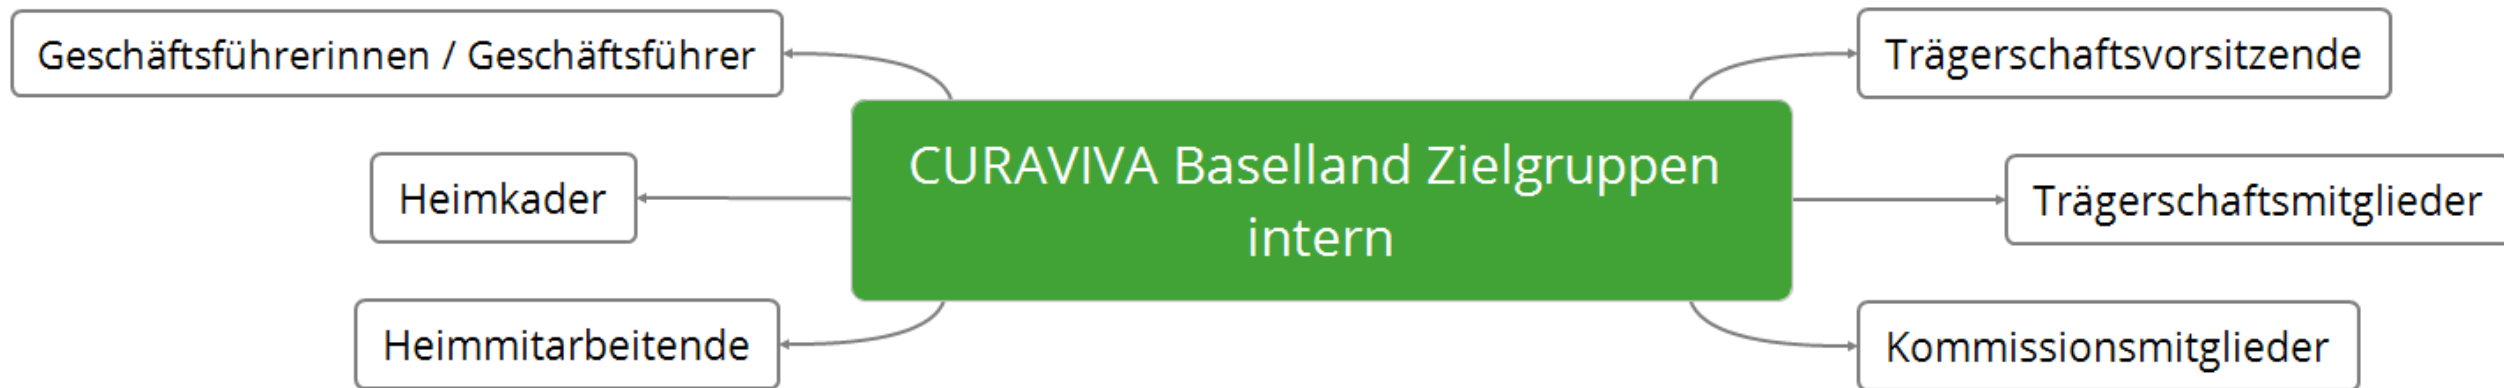 Geschäftsführerinnen / Geschäftsführer
Heimkader
Heimmitarbeitende
CURAVIVA Baselland Zielgruppen
intern
Trägerschaftsvorsitzende
Trägerschaftsmitglieder
Kommissionsmitglieder